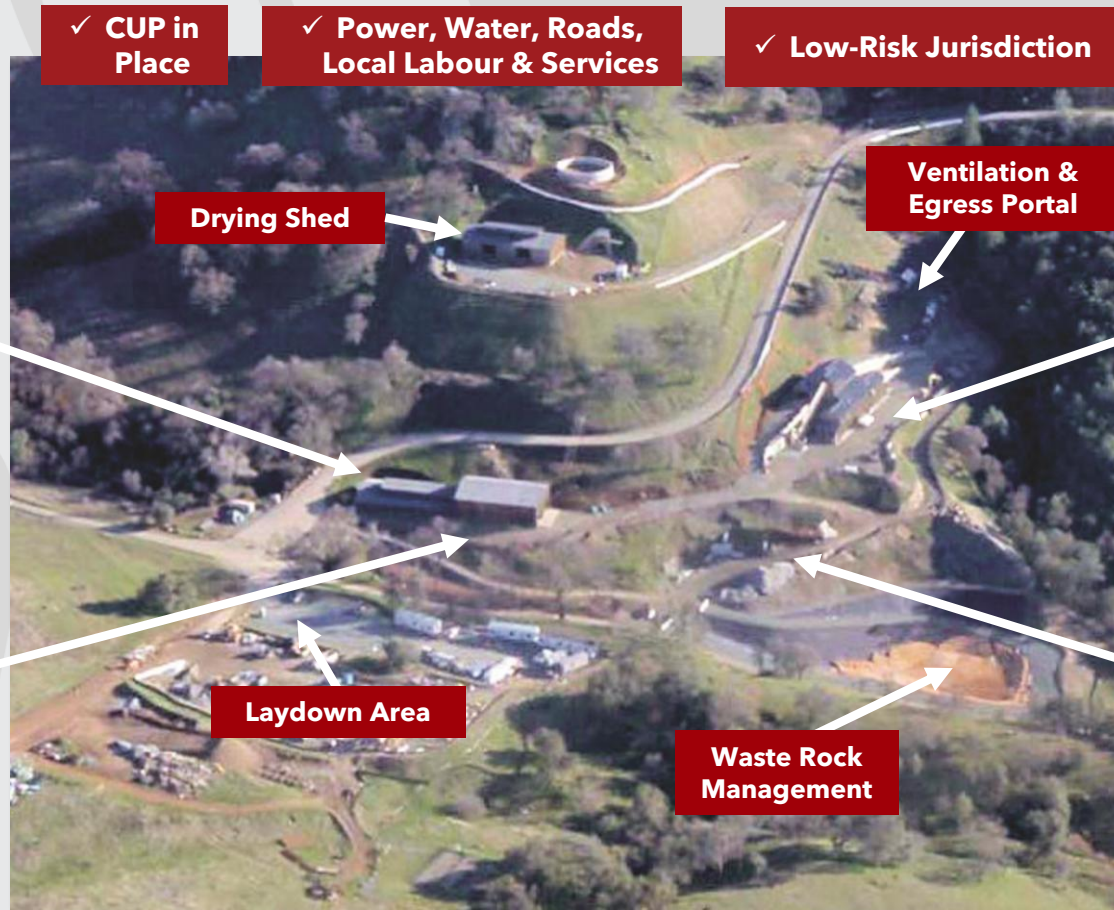 ✓ CUP in
Place
✓ Power, Water, Roads,
Local Labour & Services
✓ Low-Risk Jurisdiction
Ventilation &
Egress Portal
Drying Shed
Laydown Area
Waste Rock
Management